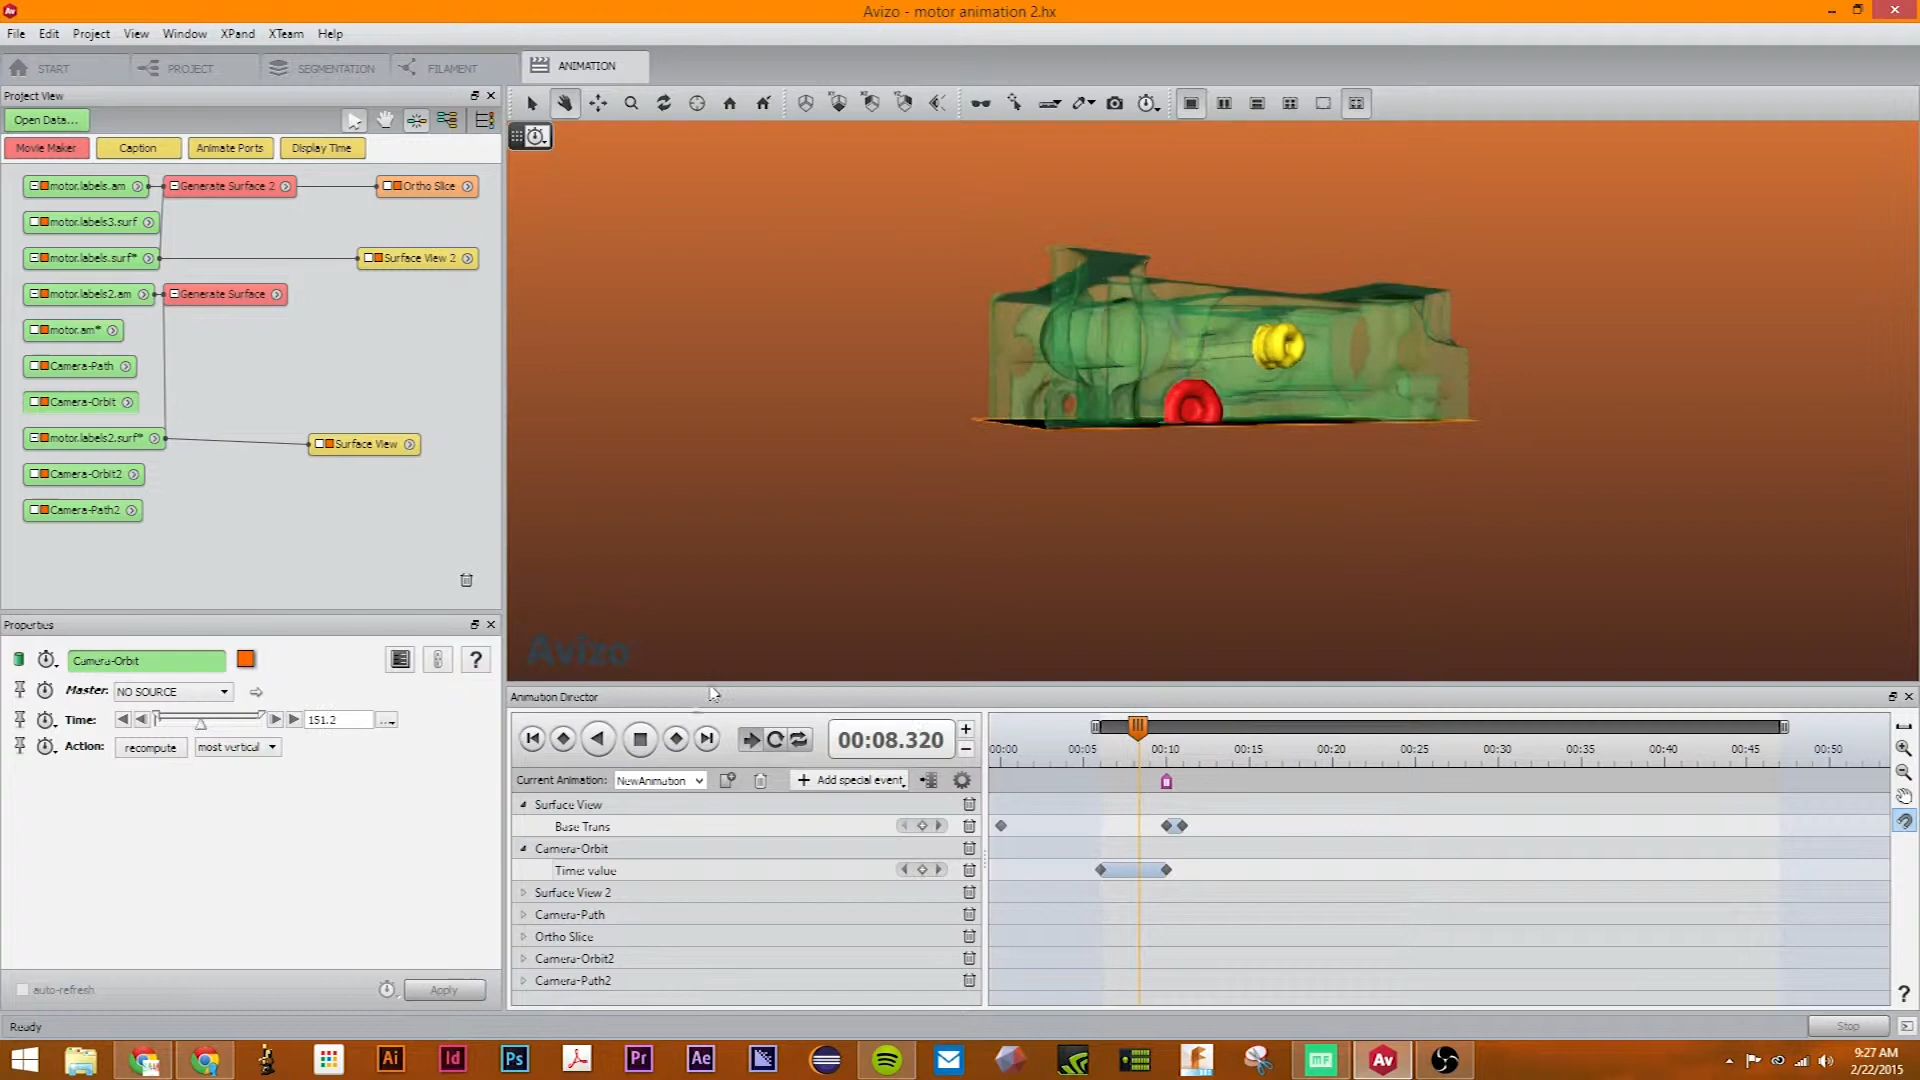 Avizo - motor animation 2.hx
File Edit Project View Window XPand XTeam Help
START PROJECT SEGMENTATION FILAMENT ANIMATION
Project View
Open Data...
Movie Maker Caption Animate Ports Display Time
motor.labels.am Generate Surface 2 Ortho Slice
motor.labels3.surf
motor.labels.surf* Surface View 2
motor.labels2.am Generate Surface
motor.am*
Camera-Path
Camera-Orbit
motor.labels2.surf* Surface View
Camera-Orbit2
Camera-Path2
Avizo
Properties
Camera-Orbit
Master: NO SOURCE
Time: 151.2 ...
Action: recompute most vertical
auto-refresh Apply
Animation Director
00:08.320
00:00 00:05 00:10 00:15 00:20 00:25 00:30 00:35 00:40 00:45 00:50
Current Animation: NewAnimation + Add special event
Surface View
Base Trans
Camera-Orbit
Time: value
Surface View 2
Camera-Path
Ortho Slice
Camera-Orbit2
Camera-Path2
Ready Stop
Ai Id Ps Pr Ae MF Av
9:27 AM
2/22/2015